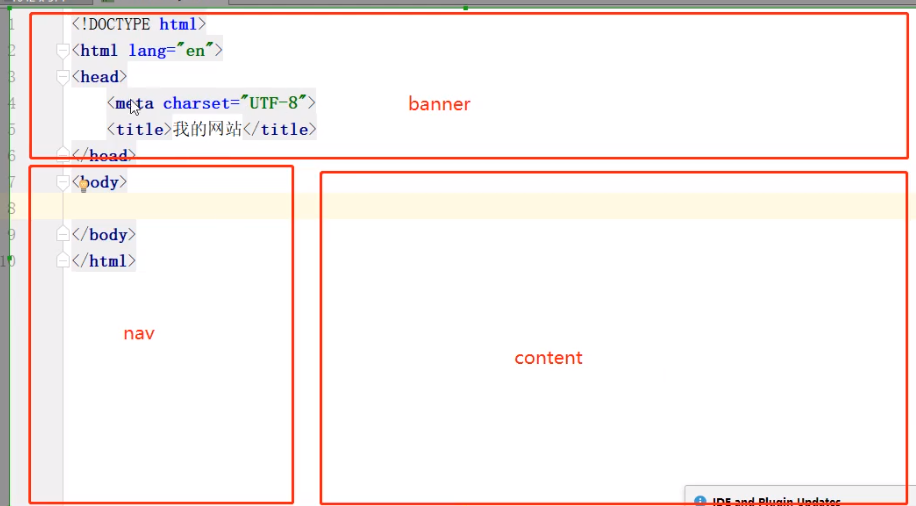 1 <!DOCTYPE html>
2 <html lang="en">
3 <head>
4 <meta charset="UTF-8">
5 <title>我的网站</title>
6 </head>
7 <body>
8
9 </body>
10 </html>
banner
nav
content
IDE and Plugin Updates